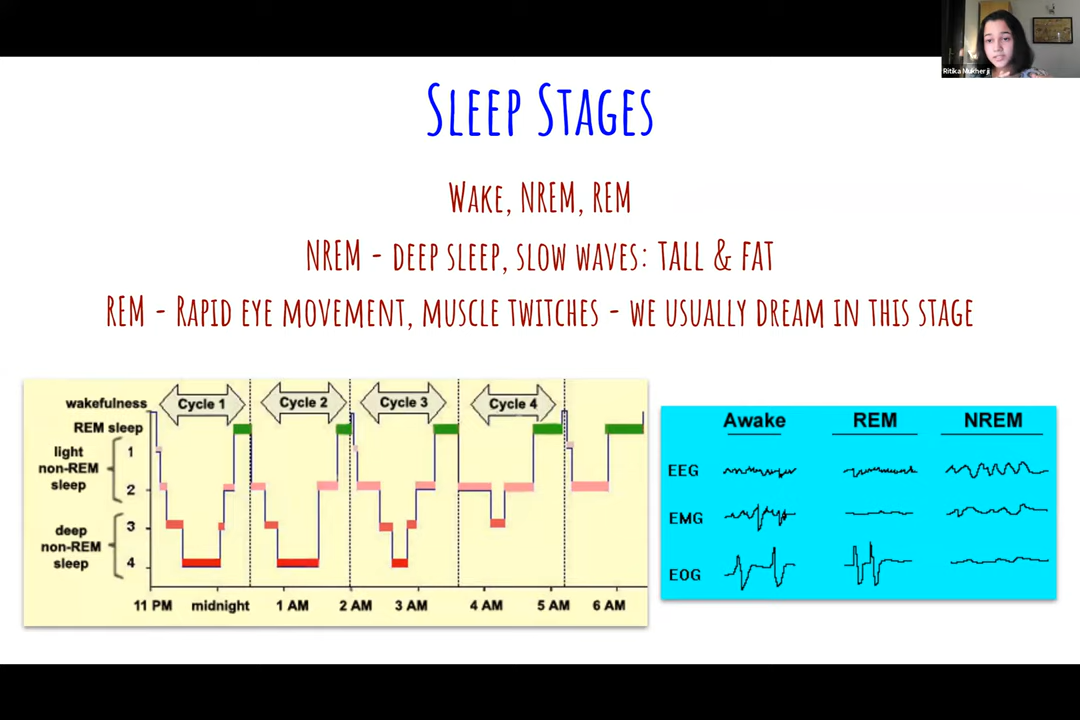 Ritika Mukherji
Sleep Stages
Wake, NREM, REM
NREM - deep sleep, slow waves: TALL & FAT
REM - Rapid eye movement, muscle twitches - we usually dream in this stage
wakefulness
Cycle 1
Cycle 2
Cycle 3
Cycle 4
REM sleep
light
non-REM
sleep
1
2
deep
non-REM
sleep
3
4
11 PM midnight 1 AM 2 AM 3 AM 4 AM 5 AM 6 AM
Awake REM NREM
EEG
EMG
EOG